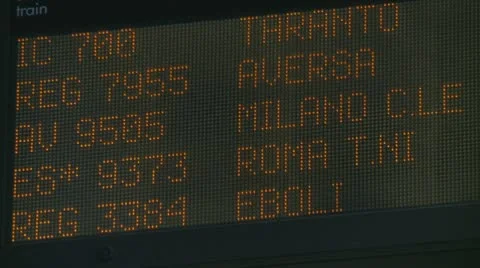 train
IC 700 TARANTO
REG 7955 AVERSA
AV 9505 MILANO C.LE
ES* 9373 ROMA T.NI
REG 3384 EBOLI